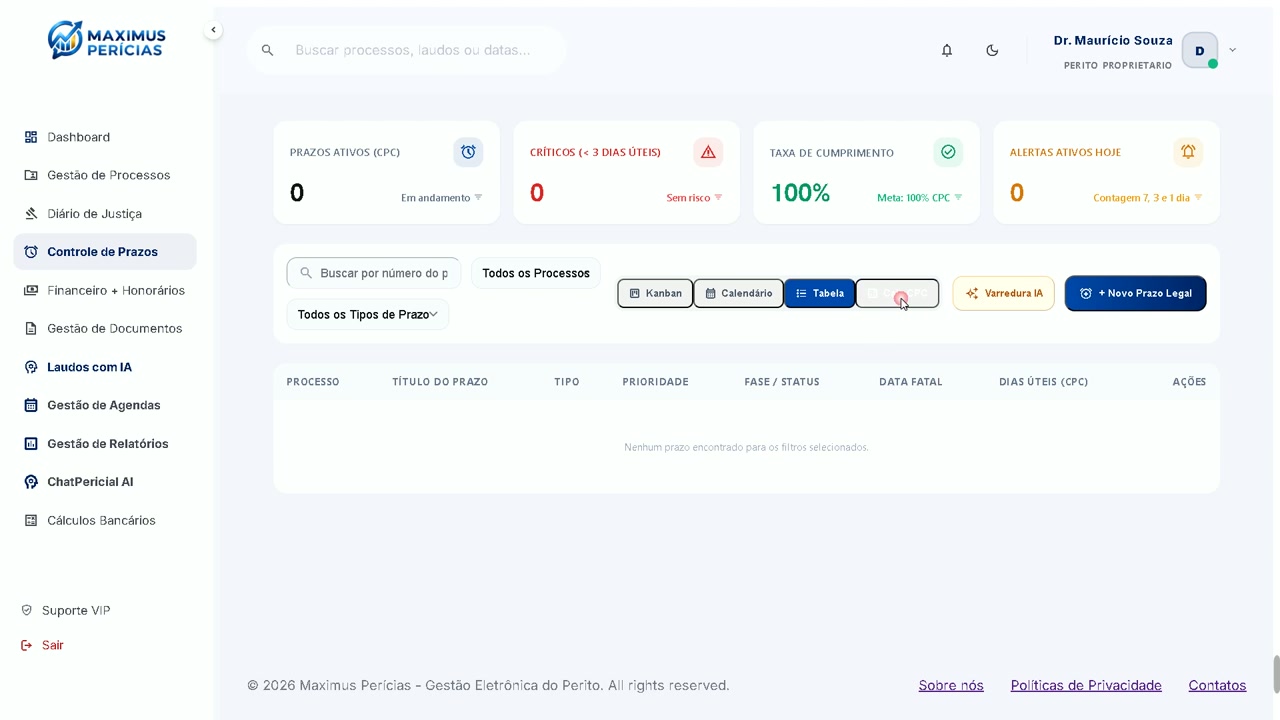 MAXIMUS
PERÍCIAS
Buscar processos, laudos ou datas...
Dr. Maurício Souza
PERITO PROPRIETARIO
D
Dashboard
Gestão de Processos
Diário de Justiça
Controle de Prazos
Financeiro + Honorários
Gestão de Documentos
Laudos com IA
Gestão de Agendas
Gestão de Relatórios
ChatPericial AI
Cálculos Bancários
Suporte VIP
Sair
PRAZOS ATIVOS (CPC)
0
Em andamento
CRÍTICOS (< 3 DIAS ÚTEIS)
0
Sem risco
TAXA DE CUMPRIMENTO
100%
Meta: 100% CPC
ALERTAS ATIVOS HOJE
0
Contagem 7, 3 e 1 dia
Buscar por número do p
Todos os Processos
Todos os Tipos de Prazo
Kanban
Calendário
Tabela
Varredura IA
+ Novo Prazo Legal
PROCESSO TÍTULO DO PRAZO TIPO PRIORIDADE FASE / STATUS DATA FATAL DIAS ÚTEIS (CPC) AÇÕES
Nenhum prazo encontrado para os filtros selecionados.
© 2026 Maximus Perícias - Gestão Eletrônica do Perito. All rights reserved.
Sobre nós Políticas de Privacidade Contatos